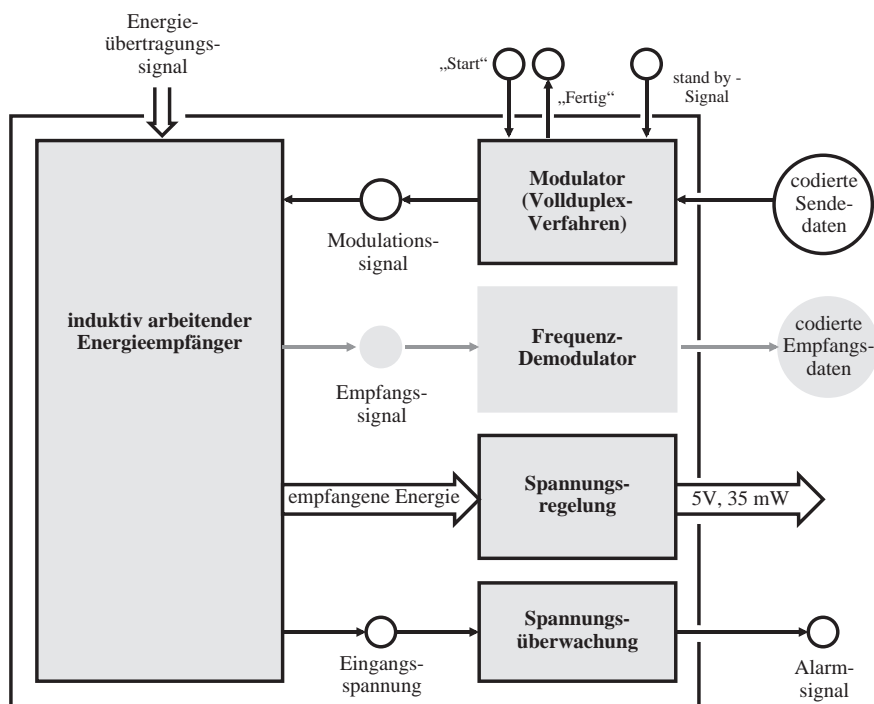 Energie-
übertragungs-
signal
„Start“
„Fertig“
stand by -
Signal
Modulator
(Vollduplex-
Verfahren)
codierte
Sende-
daten
Modulations-
signal
induktiv arbeitender
Energieempfänger
Frequenz-
Demodulator
codierte
Empfangs-
daten
Empfangs-
signal
empfangene Energie
Spannungs-
regelung
5V, 35 mW
Spannungs-
überwachung
Eingangs-
spannung
Alarm-
signal